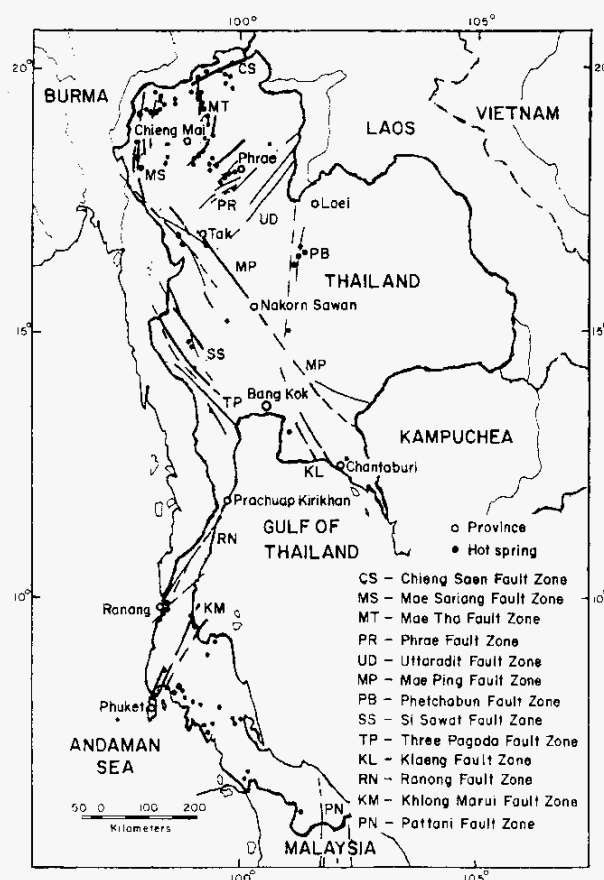 100°
105°
20°
20°
BURMA
CS
MT
LAOS
VIETNAM
Chieng Mai
Phrae
MS
PR
UD
Loei
Tak
MP
PB
THAILAND
Nakorn Sawan
15°
15°
SS
MP
TP
Bang Kok
KAMPUCHEA
KL
Chantaburi
Prachuap Kirikhan
GULF OF
THAILAND
RN
Province
Hot spring
10°
10°
Ranang
KM
CS – Chieng Saen Fault Zone
MS – Mae Sariang Fault Zone
MT – Mae Tha Fault Zone
PR – Phrae Fault Zone
UD – Uttaradit Fault Zone
MP – Mae Ping Fault Zone
PB – Phetchabun Fault Zone
SS – Si Sawat Fault Zone
TP – Three Pagoda Fault Zone
KL – Klaeng Fault Zone
RN – Ranong Fault Zone
KM – Khlong Marui Fault Zone
PN – Pattani Fault Zone
Phuket
ANDAMAN
SEA
50 0 100 200
Kilometers
PN
MALAYSIA
100°
105°